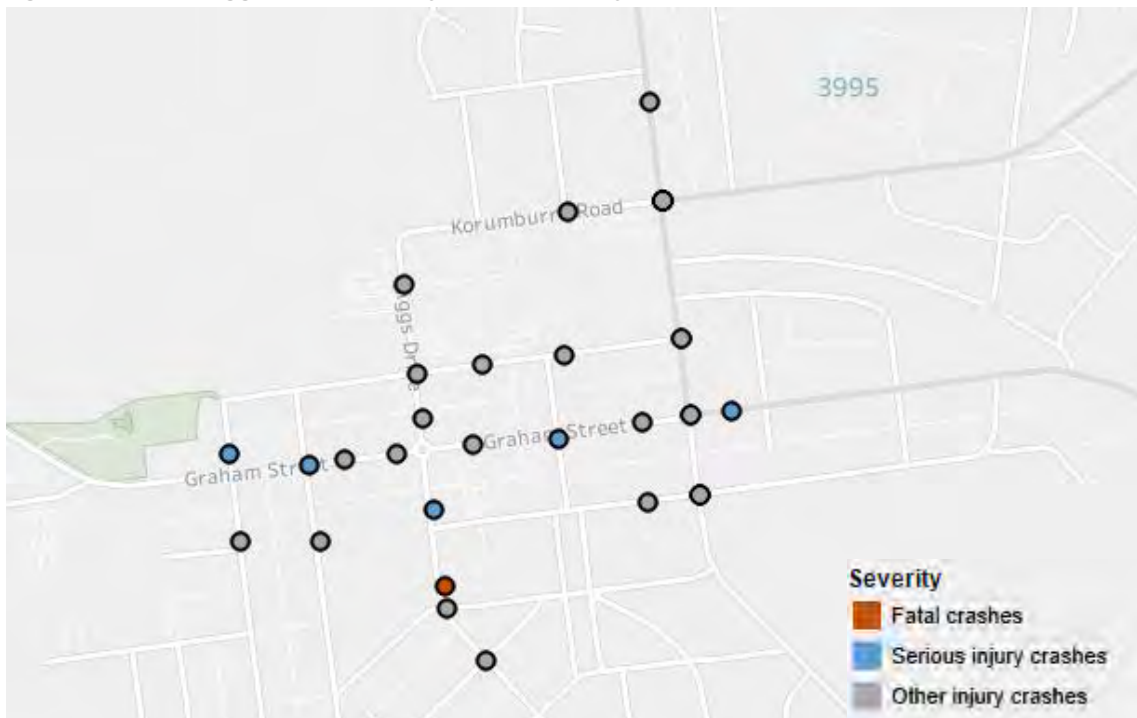 3995
Korumburra Road
Graham Street
Graham Street
Severity
Fatal crashes
Serious injury crashes
Other injury crashes